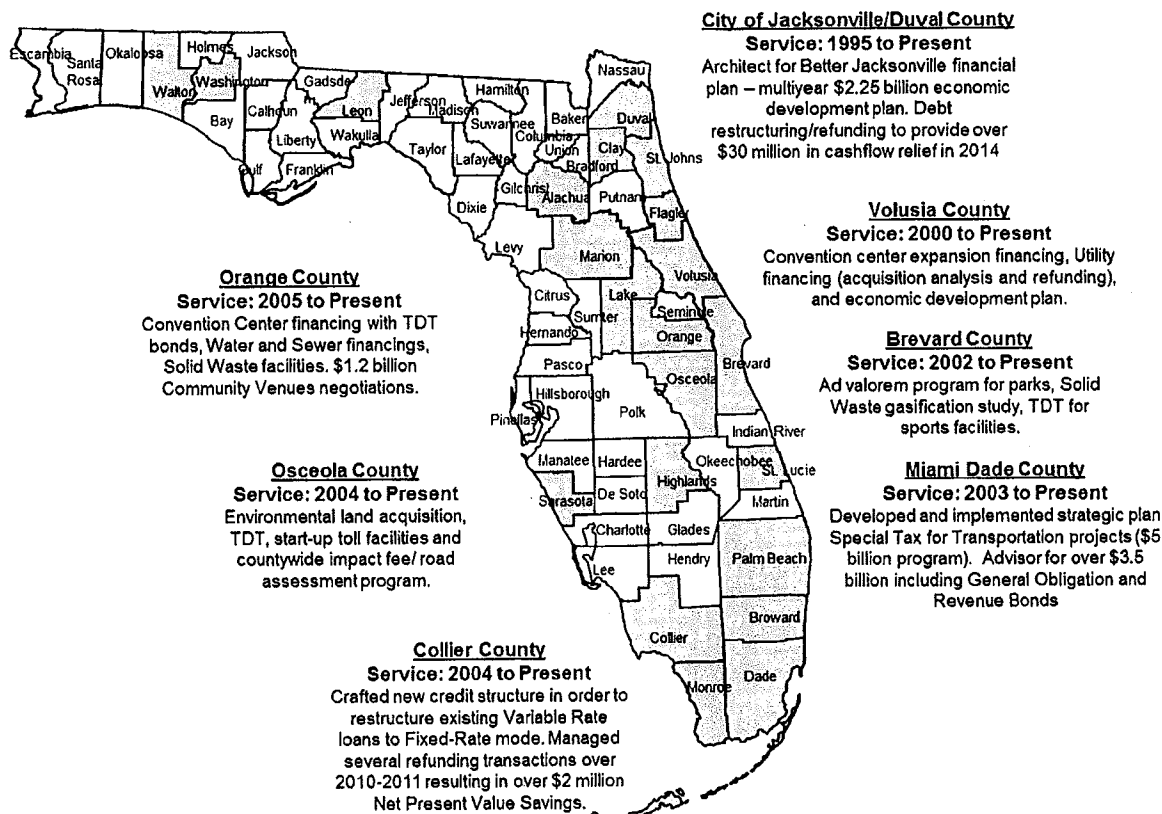 City of Jacksonville/Duval County
Service: 1995 to Present
Architect for Better Jacksonville financial
plan – multiyear $2.25 billion economic
development plan. Debt
restructuring/refunding to provide over
$30 million in cashflow relief in 2014
Volusia County
Service: 2000 to Present
Convention center expansion financing, Utility
financing (acquisition analysis and refunding),
and economic development plan.
Brevard County
Service: 2002 to Present
Ad valorem program for parks, Solid
Waste gasification study, TDT for
sports facilities.
Miami Dade County
Service: 2003 to Present
Developed and implemented strategic plan
Special Tax for Transportation projects ($5
billion program). Advisor for over $3.5
billion including General Obligation and
Revenue Bonds
Orange County
Service: 2005 to Present
Convention Center financing with TDT
bonds, Water and Sewer financings,
Solid Waste facilities. $1.2 billion
Community Venues negotiations.
Osceola County
Service: 2004 to Present
Environmental land acquisition,
TDT, start-up toll facilities and
countywide impact fee/ road
assessment program.
Collier County
Service: 2004 to Present
Crafted new credit structure in order to
restructure existing Variable Rate
loans to Fixed-Rate mode. Managed
several refunding transactions over
2010-2011 resulting in over $2 million
Net Present Value Savings.
Escambia
Santa
Rosa
Okaloosa
Walton
Holmes
Washington
Jackson
Bay
Calhoun
Gulf
Liberty
Franklin
Gadsde
n
Leon
Wakulla
Jefferson
Madison
Taylor
Hamilton
Suwannee
Lafayette
Dixie
Columbia
Gilchrist
Levy
Baker
Union
Bradford
Alachua
Nassau
Duval
Clay
St. Johns
Putnam
Flagler
Marion
Volusia
Citrus
Sumter
Lake
Seminole
Hernando
Orange
Pasco
Osceola
Brevard
Hillsborough
Pinellas
Polk
Indian River
Manatee
Hardee
Okeechobee
St. Lucie
Highlands
Sarasota
De Soto
Martin
Charlotte
Glades
Lee
Hendry
Palm Beach
Collier
Broward
Monroe
Dade